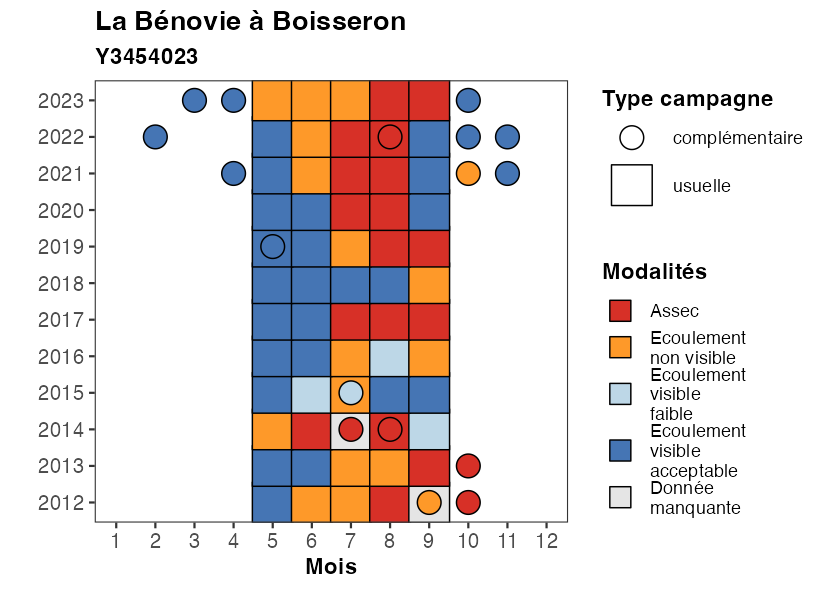 La Bénovie à Boisseron
Y3454023
2023
2022
2021
2020
2019
2018
2017
2016
2015
2014
2013
2012
1 2 3 4 5 6 7 8 9 10 11 12
Mois
Type campagne
complémentaire
usuelle
Modalités
Assec
Ecoulement
non visible
Ecoulement
visible
faible
Ecoulement
visible
acceptable
Donnée
manquante